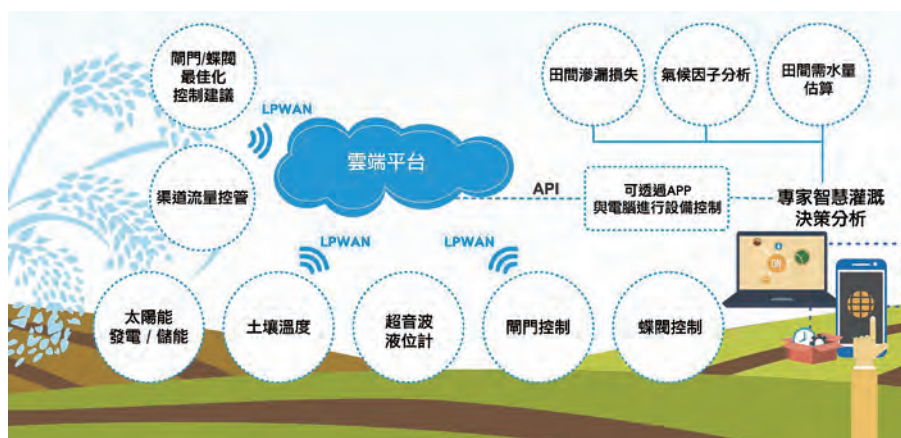 閘門/蝶閥
最佳化
控制建議
LPWAN
渠道流量控管
雲端平台
田間滲漏損失
氣候因子分析
田間需水量
估算
API
可透過APP
與電腦進行設備控制
專家智慧灌溉
決策分析
LPWAN
LPWAN
太陽能
發電 / 儲能
土壤溫度
超音波
液位計
閘門控制
蝶閥控制
ON